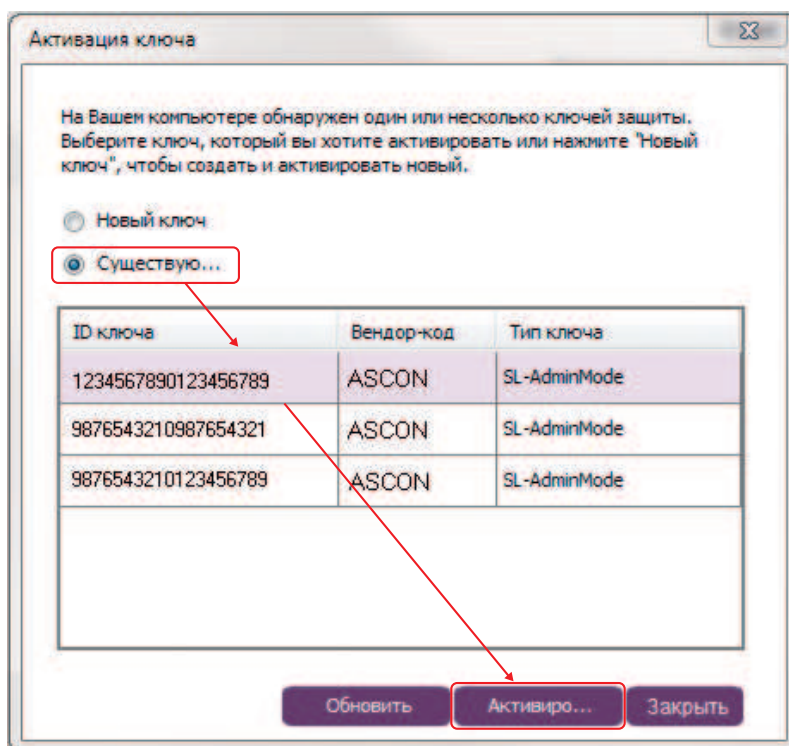 Активация ключа
На Вашем компьютере обнаружен один или несколько ключей защиты.
Выберите ключ, который вы хотите активировать или нажмите "Новый
ключ", чтобы создать и активировать новый.
Новый ключ
Существую...
ID ключа Вендор-код Тип ключа
1234567890123456789 ASCON SL-AdminMode
9876543210987654321 ASCON SL-AdminMode
9876543210123456789 ASCON SL-AdminMode
Обновить Активиро... Закрыть